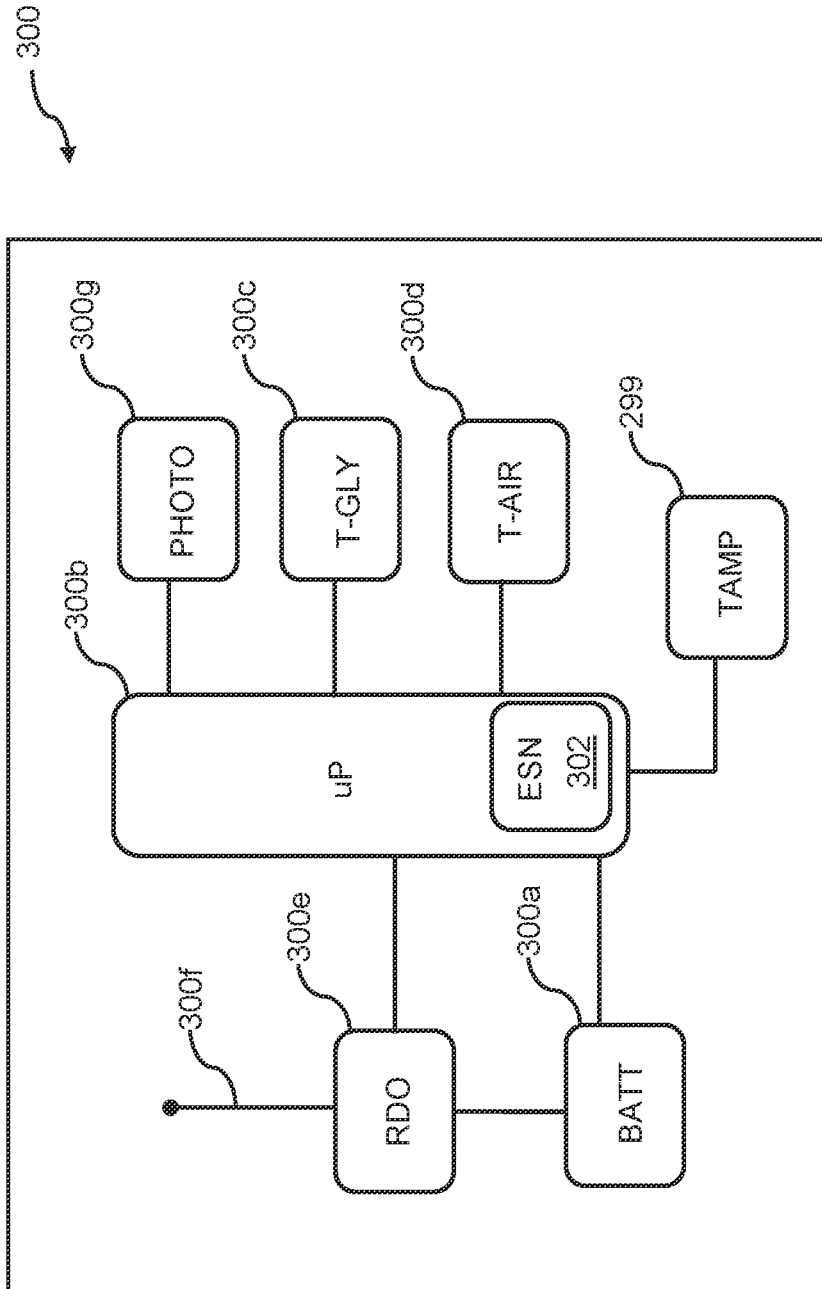 300
300b
300g
PHOTO
300f
300c
300e
uP
T-GLY
RDO
300d
T-AIR
300a
ESN
302
BATT
299
TAMP